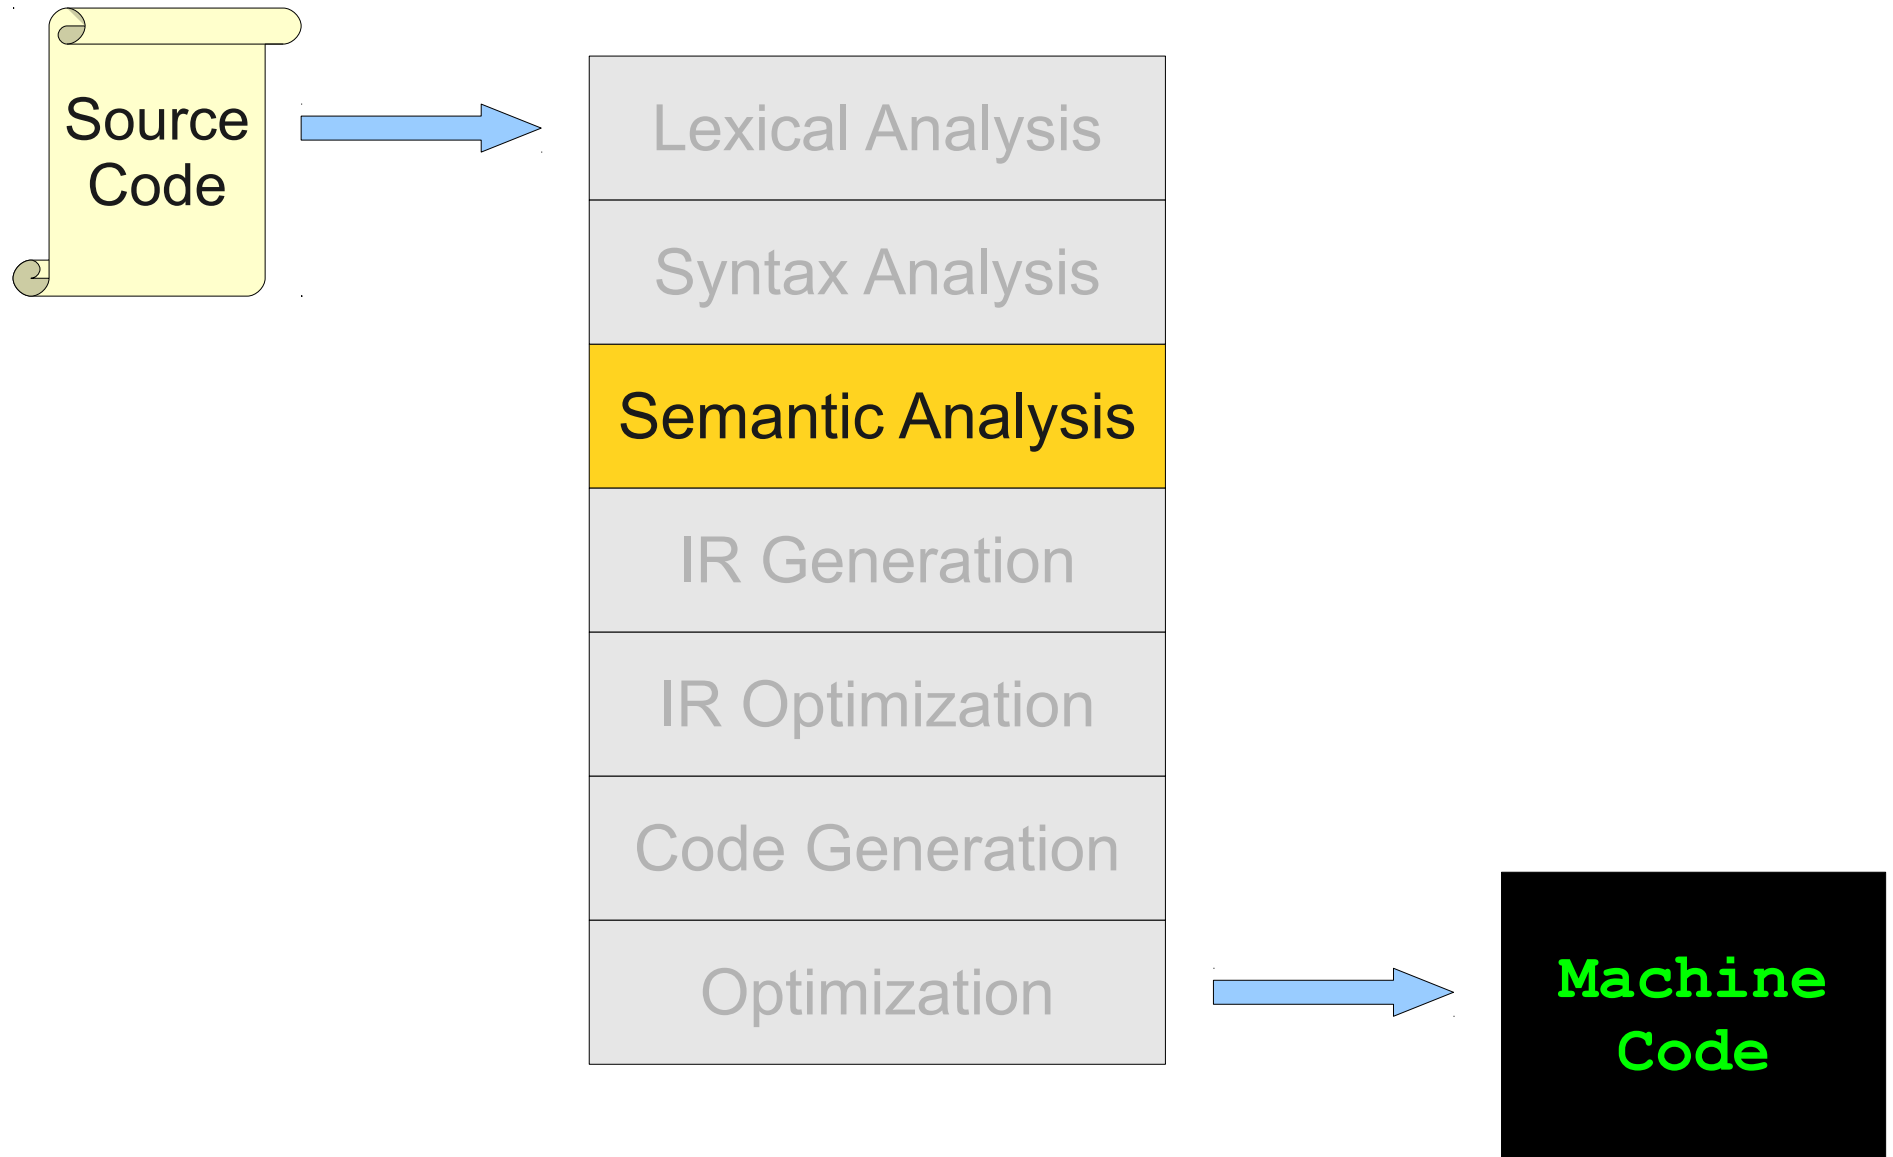 Source
Code
Lexical Analysis
Syntax Analysis
Semantic Analysis
IR Generation
IR Optimization
Code Generation
Optimization
Machine
Code